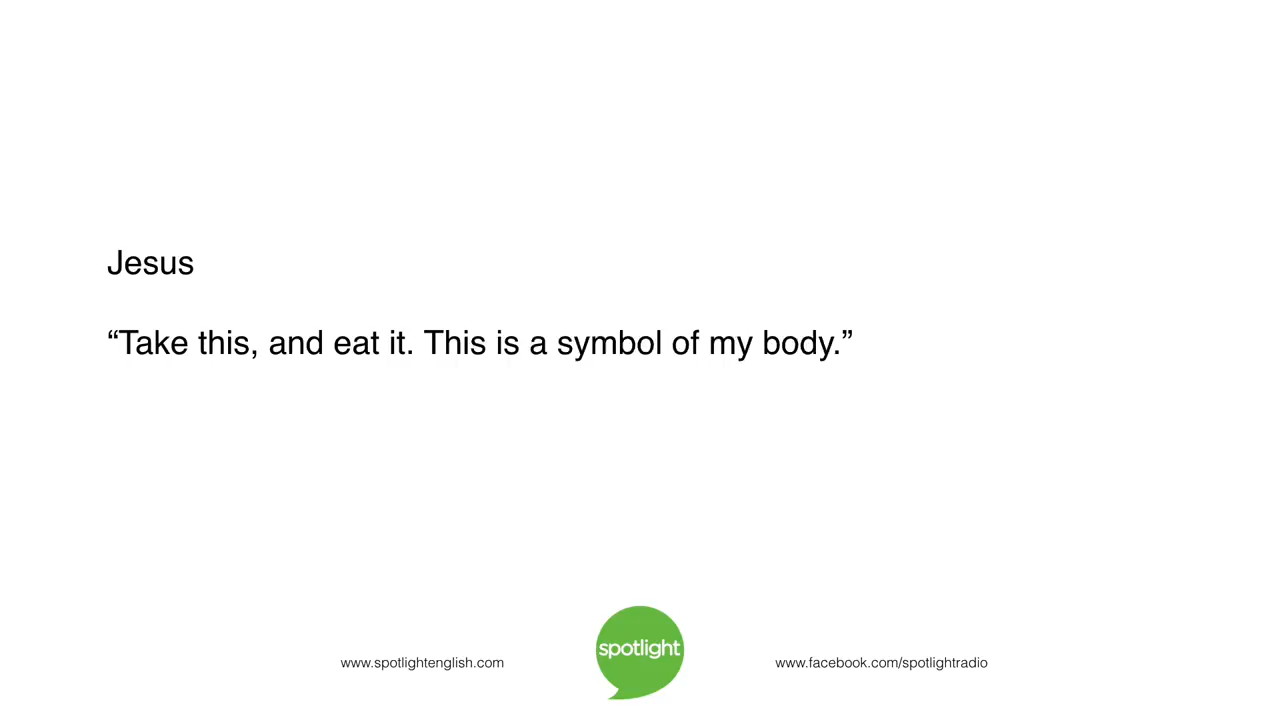 Jesus
“Take this, and eat it. This is a symbol of my body.”
www.spotlightenglish.com
spotlight
www.facebook.com/spotlightradio